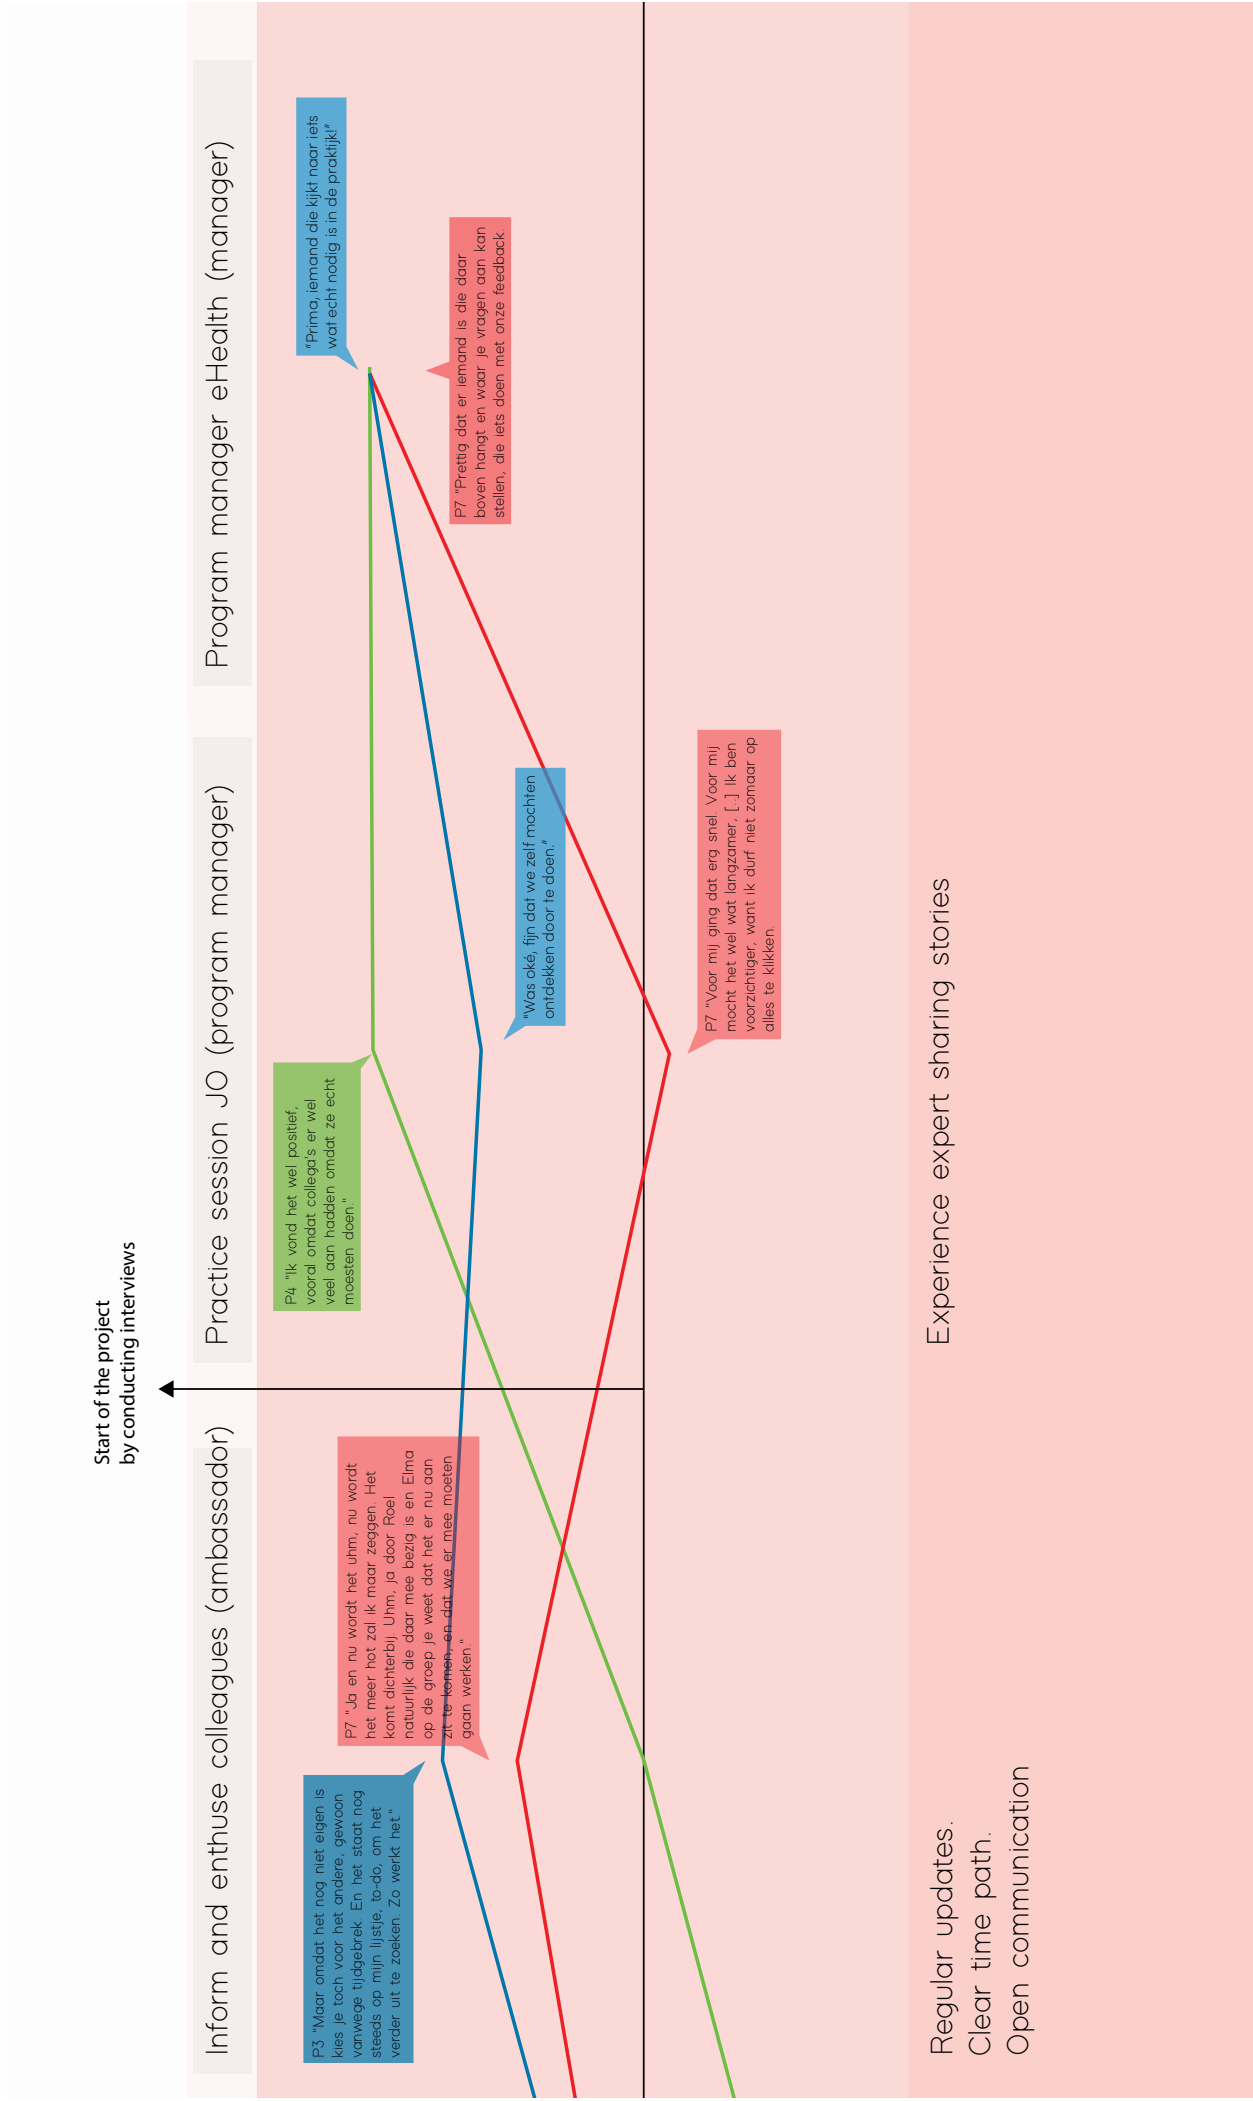 Start of the project
by conducting interviews
Inform and enthuse colleagues (ambassador)
Practice session JO (program manager)
Program manager eHealth (manager)
P3 "Maar omdat het nog niet eigen is
kies je toch voor het andere, gewoon
vanwege tijdgebrek. En het staat nog
steeds op mijn lijstje, to-do, om het
verder uit te zoeken. Zo werkt het."
P7 "Ja en nu wordt het uhm, nu wordt
het meer hot zal ik maar zeggen. Het
komt dichterbij. Uhm, ja door Roel
natuurlijk die daar mee bezig is en Elma
op de groep je weet dat het er nu aan
zit te komen, en dat we er mee moeten
gaan werken."
P4 "Ik vond het wel positief,
vooral omdat collega's er wel
veel aan hadden omdat ze echt
moesten doen."
"Was oké, fijn dat we zelf mochten
ontdekken door te doen."
P7 "Voor mij ging dat erg snel. Voor mij
mocht het wel wat langzamer, [..] Ik ben
voorzichtiger, want ik durf niet zomaar op
alles te klikken.
"Prima, iemand die kijkt naar iets
wat echt nodig is in de praktijk!"
P7 "Prettig dat er iemand is die daar
boven hangt en waar je vragen aan kan
stellen, die iets doen met onze feedback.
Regular updates.
Clear time path.
Open communication
Experience expert sharing stories